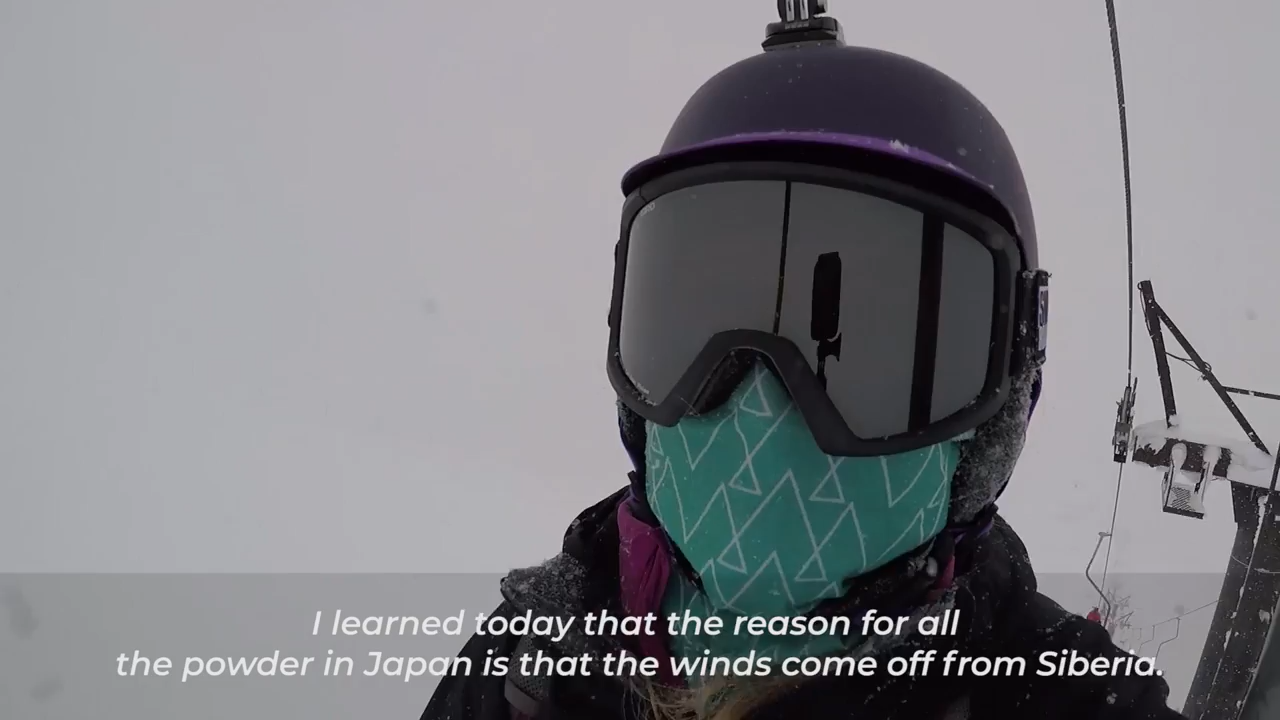 I learned today that the reason for all
the powder in Japan is that the winds come off from Siberia.